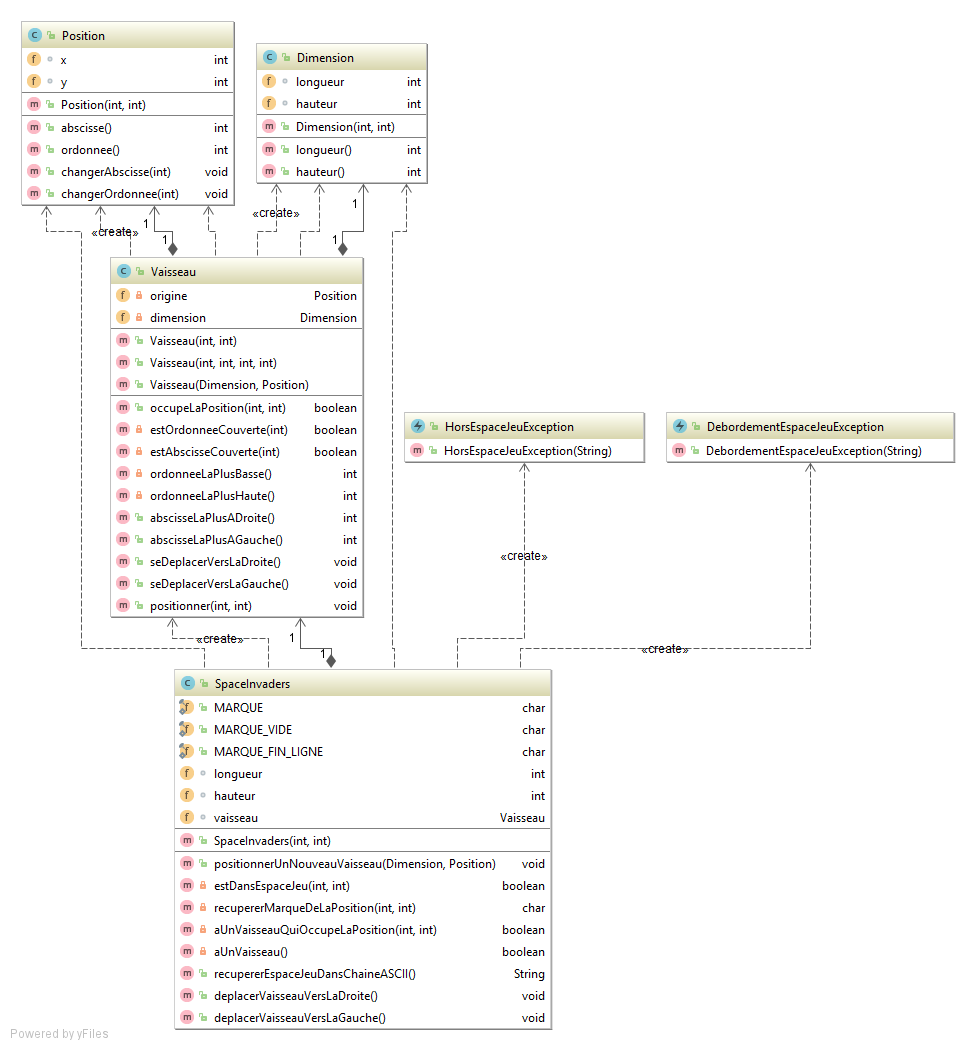 Position
x int
y int
Position(int, int)
abscisse() int
ordonnee() int
changerAbscisse(int) void
changerOrdonnee(int) void
Dimension
longueur int
hauteur int
Dimension(int, int)
longueur() int
hauteur() int
«create»
1
1
«create»
1
1
Vaisseau
origine Position
dimension Dimension
Vaisseau(int, int)
Vaisseau(int, int, int, int)
Vaisseau(Dimension, Position)
occupeLaPosition(int, int) boolean
estOrdonneeCouverte(int) boolean
estAbscisseCouverte(int) boolean
ordonneeLaPlusBasse() int
ordonneeLaPlusHaute() int
abscisseLaPlusADroite() int
abscisseLaPlusAGauche() int
seDeplacerVersLaDroite() void
seDeplacerVersLaGauche() void
positionner(int, int) void
HorsEspaceJeuException
HorsEspaceJeuException(String)
DebordementEspaceJeuException
DebordementEspaceJeuException(String)
«create»
«create»
1
1
«create»
SpaceInvaders
MARQUE char
MARQUE_VIDE char
MARQUE_FIN_LIGNE char
longueur int
hauteur int
vaisseau Vaisseau
SpaceInvaders(int, int)
positionnerUnNouveauVaisseau(Dimension, Position) void
estDansEspaceJeu(int, int) boolean
recupererMarqueDeLaPosition(int, int) char
aUnVaisseauQuiOccupeLaPosition(int, int) boolean
aUnVaisseau() boolean
recupererEspaceJeuDansChaineASCII() String
deplacerVaisseauVersLaDroite() void
deplacerVaisseauVersLaGauche() void
Powered by yFiles